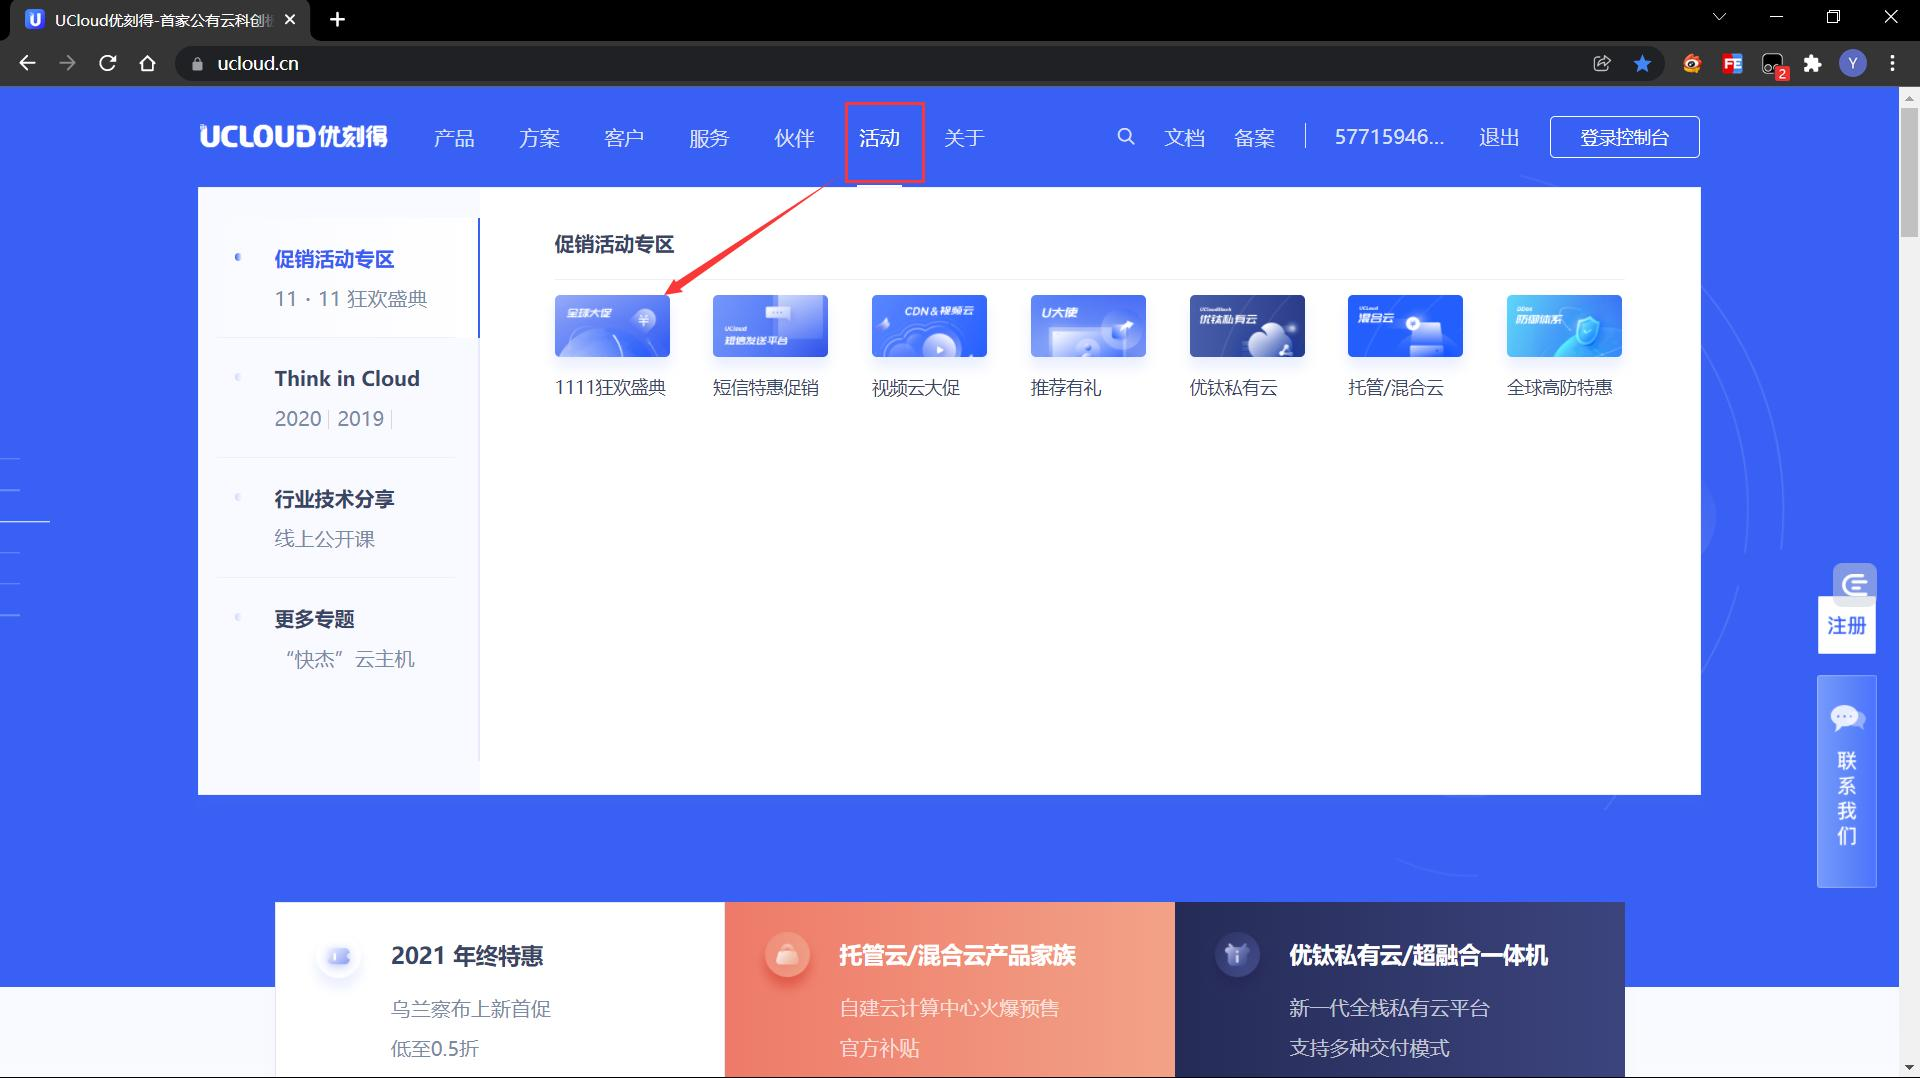 UCloud优刻得-首家公有云科创
ucloud.cn
FE
2
Y
UCLOUD优刻得
产品
方案
客户
服务
伙伴
活动
关于
文档
备案
57715946...
退出
登录控制台
促销活动专区
11 · 11 狂欢盛典
Think in Cloud
2020
2019
行业技术分享
线上公开课
更多专题
“快杰”云主机
促销活动专区
全球大促
¥
1111狂欢盛典
UCloud
短信发送平台
短信特惠促销
CDN&视频云
视频云大促
U大使
推荐有礼
UCloudStack
优钛私有云
优钛私有云
UCloud
混合云
托管/混合云
DDoS
防御体系
全球高防特惠
注册
联系我们
2021 年终特惠
乌兰察布上新首促
低至0.5折
托管云/混合云产品家族
自建云计算中心火爆预售
官方补贴
优钛私有云/超融合一体机
新一代全栈私有云平台
支持多种交付模式